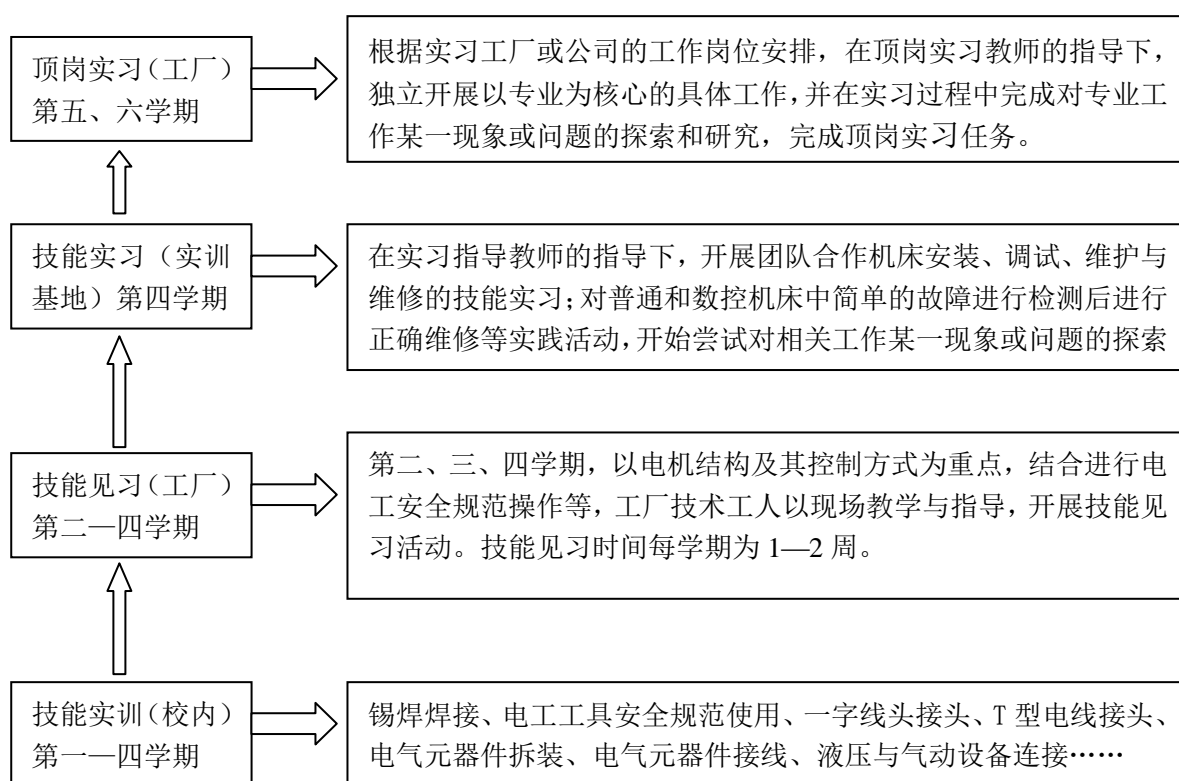 顶岗实习（工厂）
第五、六学期
根据实习工厂或公司的工作岗位安排，在顶岗实习教师的指导下，
独立开展以专业为核心的具体工作，并在实习过程中完成对专业工
作某一现象或问题的探索和研究，完成顶岗实习任务。
技能实习（实训
基地）第四学期
在实习指导教师的指导下，开展团队合作机床安装、调试、维护与
维修的技能实习；对普通和数控机床中简单的故障进行检测后进行
正确维修等实践活动，开始尝试对相关工作某一现象或问题的探索
技能见习（工厂）
第二—四学期
第二、三、四学期，以电机结构及其控制方式为重点，结合进行电
工安全规范操作等，工厂技术工人以现场教学与指导，开展技能见
习活动。技能见习时间每学期为 1—2 周。
技能实训（校内）
第一—四学期
锡焊焊接、电工工具安全规范使用、一字线头接头、T 型电线接头、
电气元器件拆装、电气元器件接线、液压与气动设备连接……